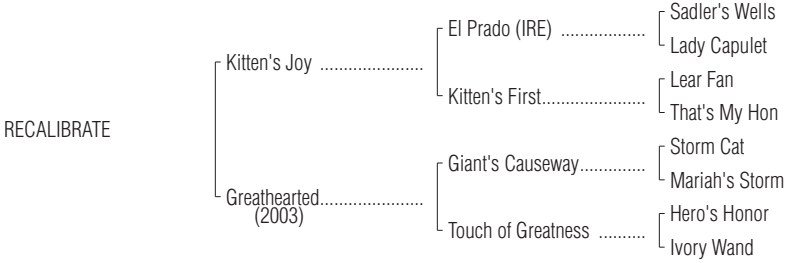 Sadler's Wells
El Prado (IRE) ..................
Lady Capulet
Kitten's Joy ......................
Lear Fan
Kitten's First......................
That's My Hon
RECALIBRATE
Storm Cat
Giant's Causeway..............
Mariah's Storm
Greathearted......................
(2003)
Hero's Honor
Touch of Greatness ..........
Ivory Wand